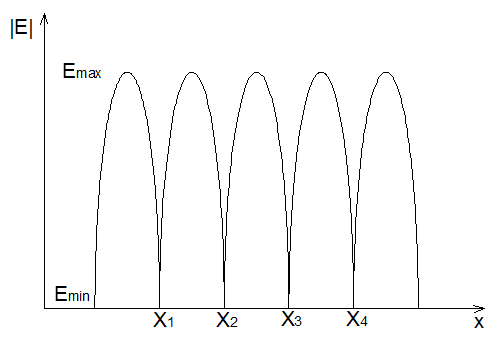 |E|
Emax
Emin
X1 X2 X3 X4 x